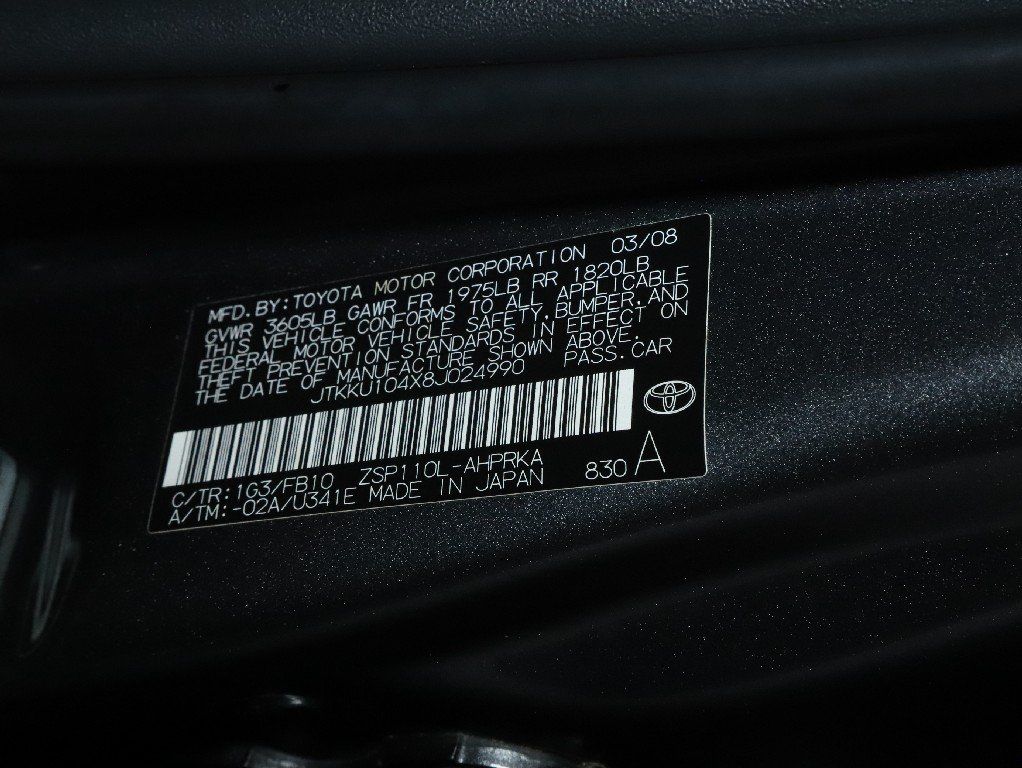 MFD.BY:TOYOTA MOTOR CORPORATION 03/08
GVWR 3605LB GAWR FR 1975LB RR 1820LB
THIS VEHICLE CONFORMS TO ALL APPLICABLE
FEDERAL MOTOR VEHICLE SAFETY,BUMPER,AND
THEFT PREVENTION STANDARDS IN EFFECT ON
THE DATE OF MANUFACTURE SHOWN ABOVE.
JTKKU104X8J024990 PASS.CAR
C/TR:1G3/FB10 ZSP110L-AHPRKA
A/TM:-02A/U341E MADE IN JAPAN 830 A